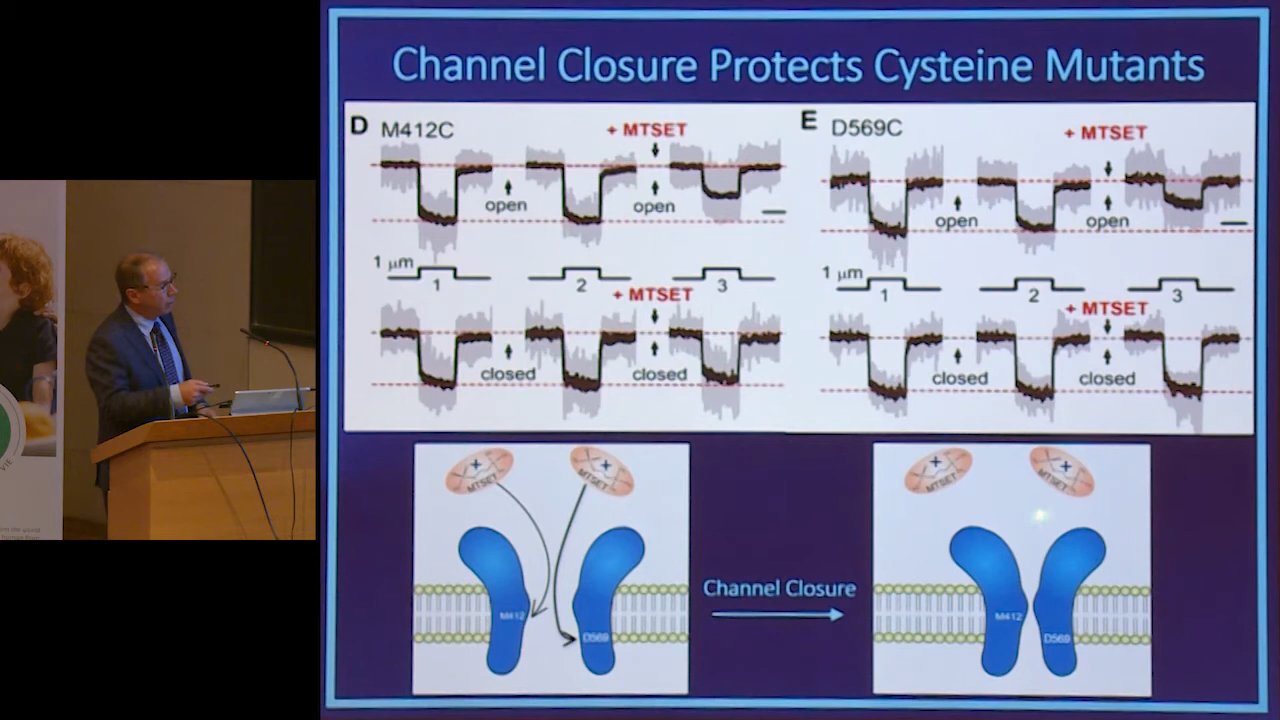 Channel Closure Protects Cysteine Mutants
D M412C
+ MTSET
open
open
1 μm
1
2
3
+ MTSET
closed
closed
E D569C
+ MTSET
open
open
1 μm
1
2
3
+ MTSET
closed
closed
+
MTSET
+
MTSET
M412
D569
Channel Closure
+
MTSET
+
MTSET
M412
D569
VIE